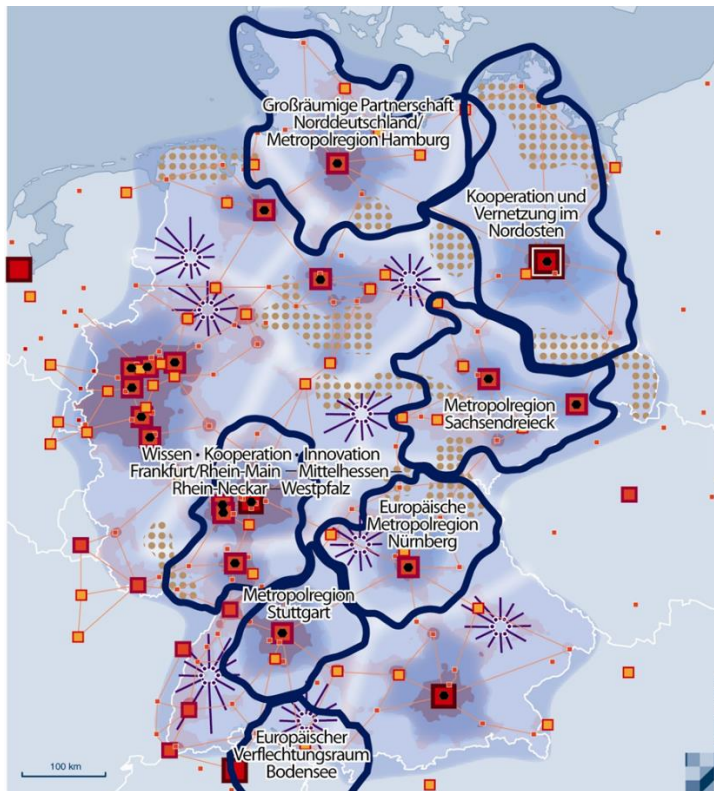 Großräumige Partnerschaft
Norddeutschland/
Metropolregion Hamburg
Kooperation und
Vernetzung im
Nordosten
Metropolregion
Sachsendreieck
Wissen · Kooperation · Innovation
Frankfurt/Rhein-Main – Mittelhessen –
Rhein-Neckar – Westpfalz
Europäische
Metropolregion
Nürnberg
Metropolregion
Stuttgart
Europäischer
Verflechtungsraum
Bodensee
100 km